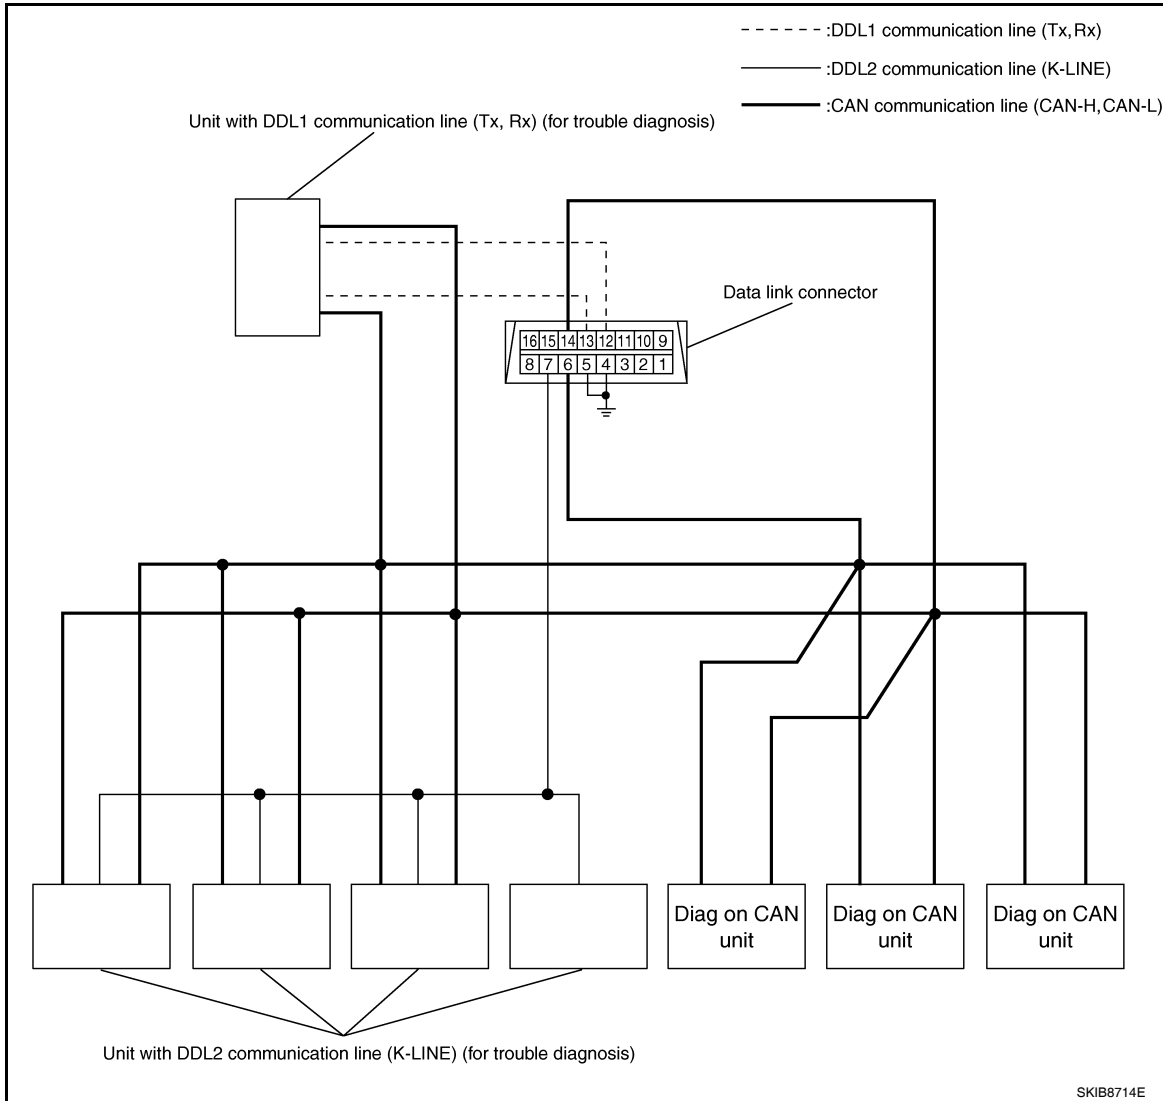 :DDL1 communication line (Tx,Rx)
:DDL2 communication line (K-LINE)
:CAN communication line (CAN-H,CAN-L)
Unit with DDL1 communication line (Tx, Rx) (for trouble diagnosis)
Data link connector
16 15 14 13 12 11 10 9
8 7 6 5 4 3 2 1
Diag on CAN
unit
Diag on CAN
unit
Diag on CAN
unit
Unit with DDL2 communication line (K-LINE) (for trouble diagnosis)
SKIB8714E